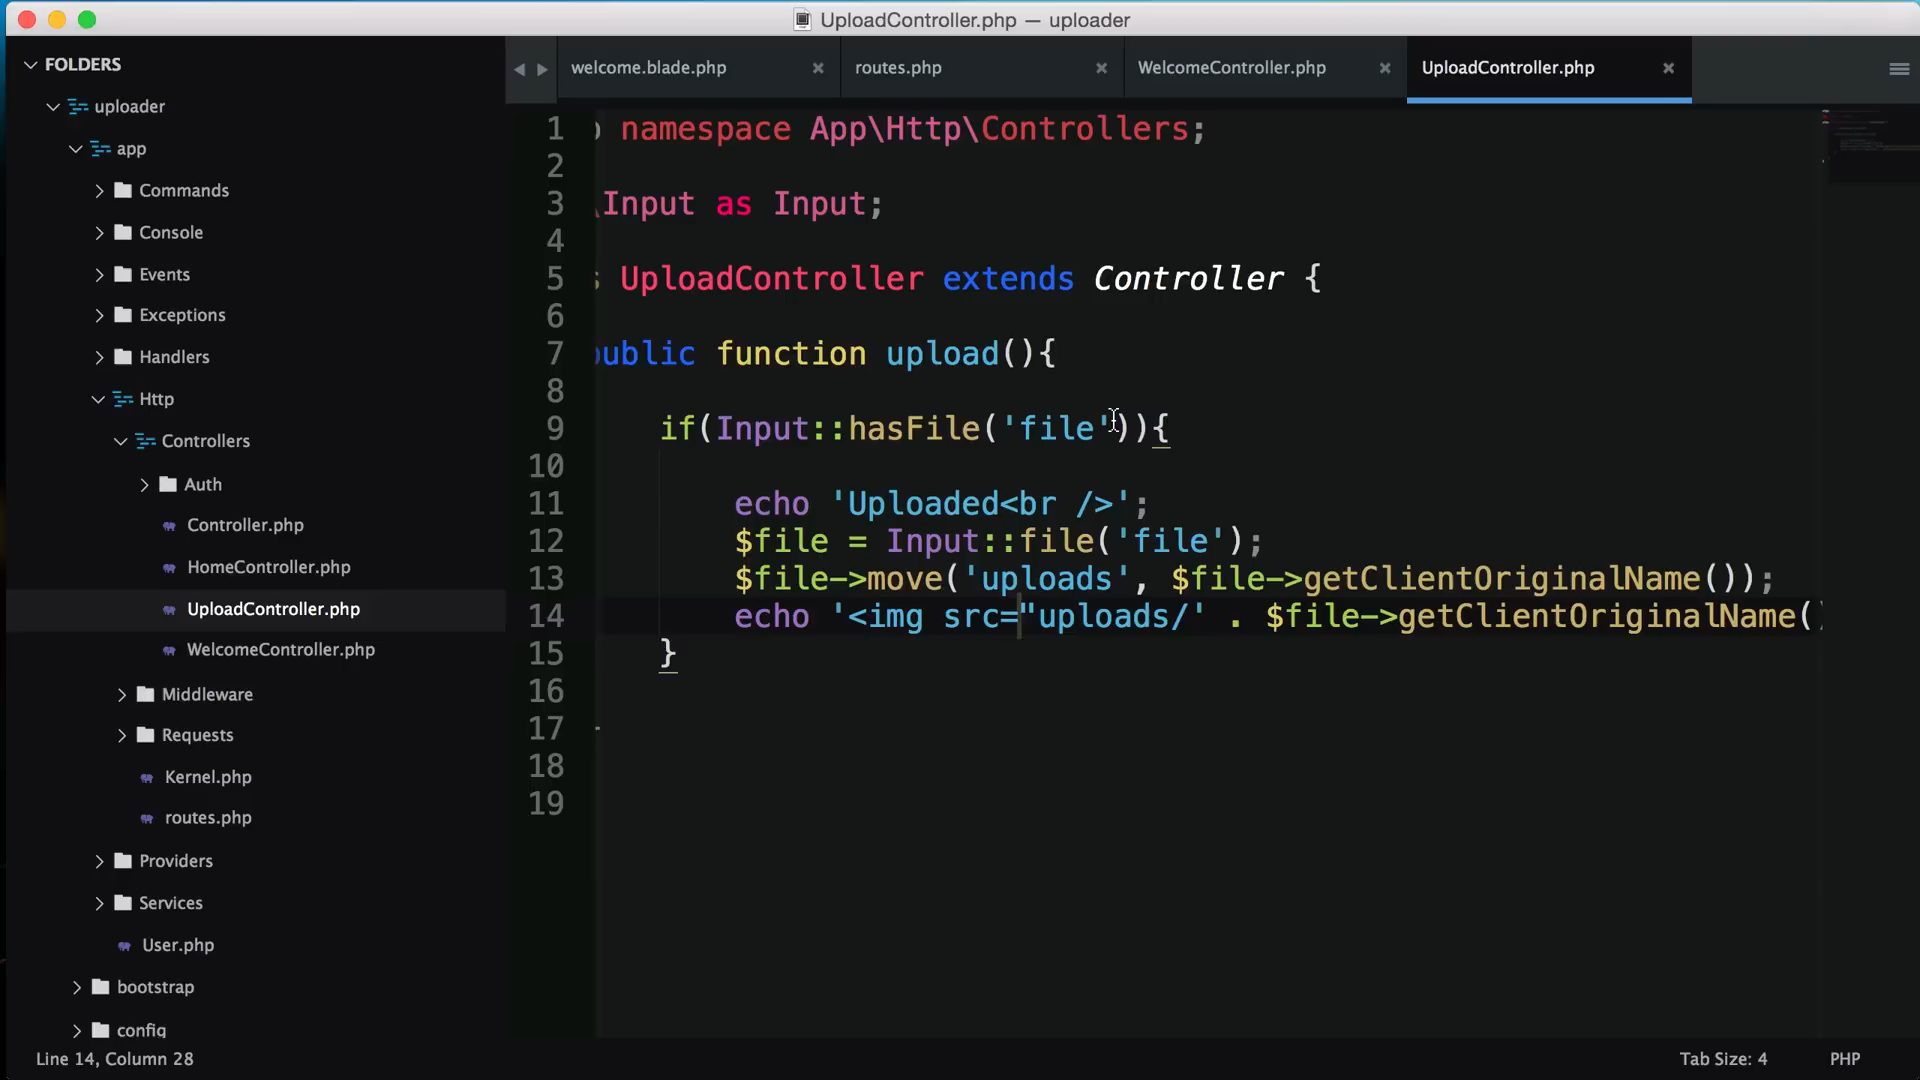 UploadController.php — uploader
FOLDERS
uploader
app
Commands
Console
Events
Exceptions
Handlers
Http
Controllers
Auth
Controller.php
HomeController.php
UploadController.php
WelcomeController.php
Middleware
Requests
Kernel.php
routes.php
Providers
Services
User.php
bootstrap
config
welcome.blade.php
routes.php
WelcomeController.php
UploadController.php
1 namespace App\Http\Controllers;
2
3 \Input as Input;
4
5 s UploadController extends Controller {
6
7 public function upload(){
8
9 if(Input::hasFile('file')){
10
11 echo 'Uploaded<br />';
12 $file = Input::file('file');
13 $file->move('uploads', $file->getClientOriginalName());
14 echo '<img src="uploads/' . $file->getClientOriginalName()
15 }
16
17
18
19
Line 14, Column 28
Tab Size: 4
PHP